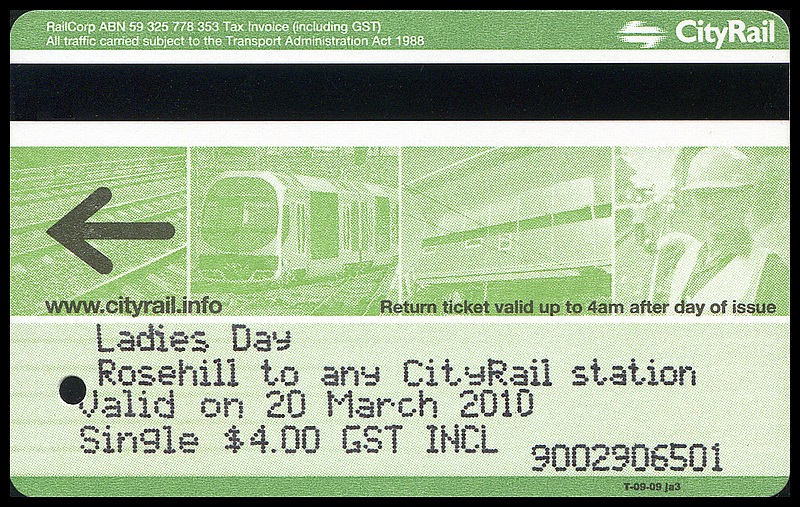 RailCorp ABN 59 325 778 353 Tax Invoice (including GST)
All traffic carried subject to the Transport Administration Act 1988
CityRail
www.cityrail.info
Return ticket valid up to 4am after day of issue
Ladies Day
Rosehill to any CityRail station
Valid on 20 March 2010
Single $4.00 GST INCL
9002906501
T-09-09 ja3